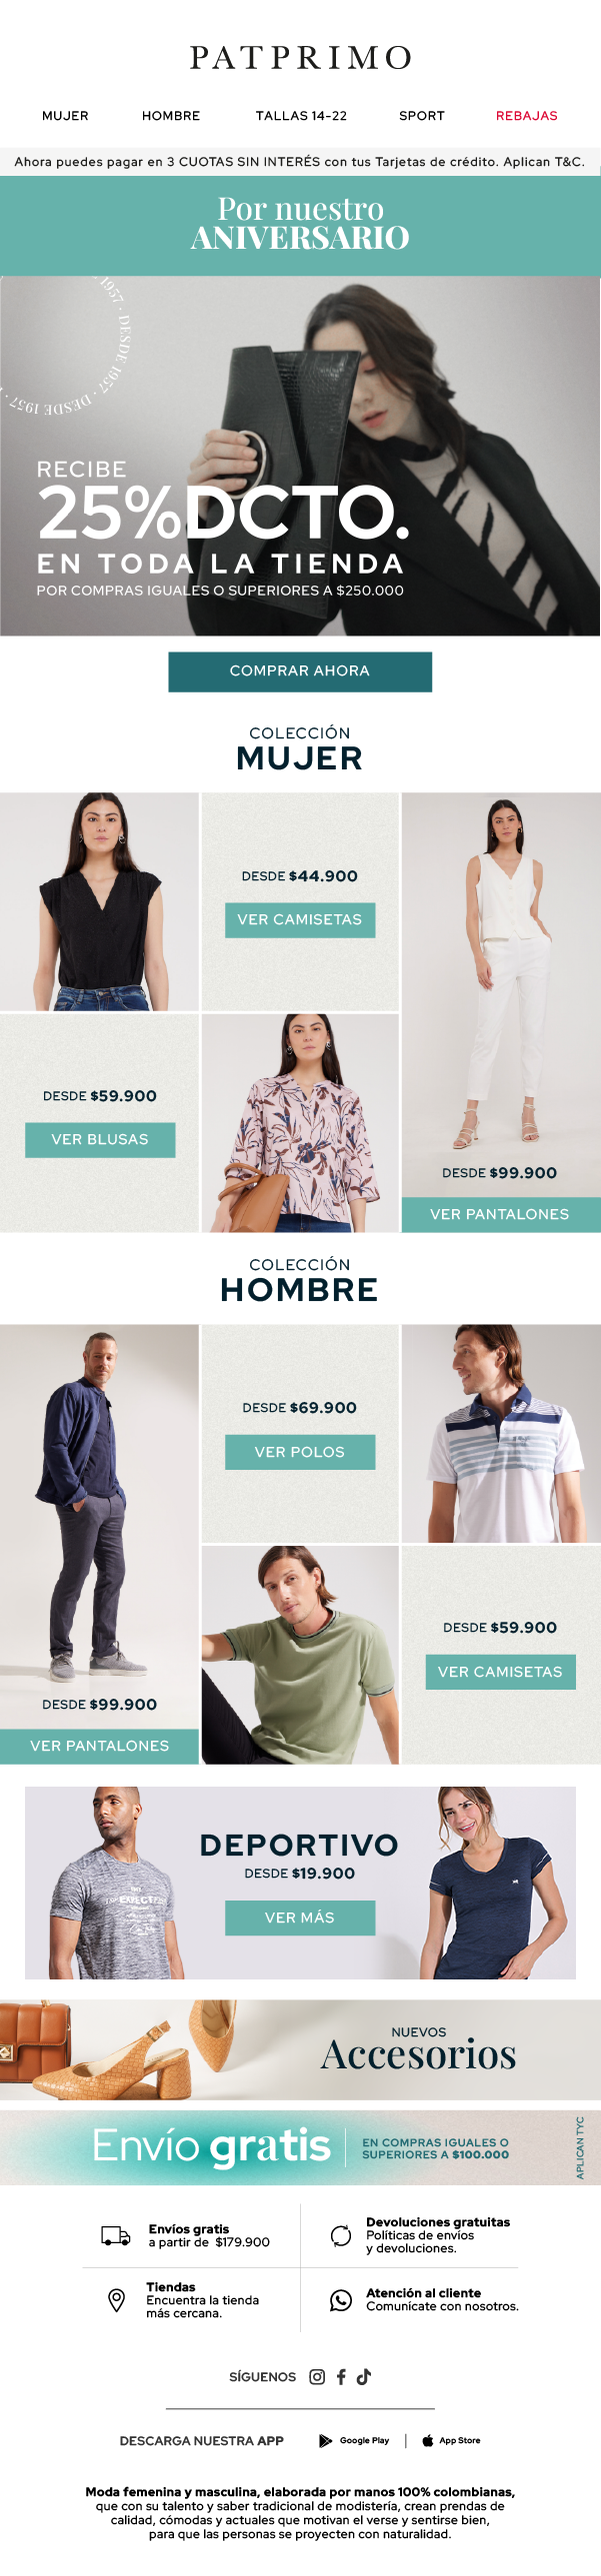 PATPRIMO
MUJER HOMBRE TALLAS 14-22 SPORT REBAJAS
Ahora puedes pagar en 3 CUOTAS SIN INTERÉS con tus Tarjetas de crédito. Aplican T&C.
Por nuestro
ANIVERSARIO
1957 · DESDE 1957 · DESDE 1957 ·
RECIBE
25%DCTO.
EN TODA LA TIENDA
POR COMPRAS IGUALES O SUPERIORES A $250.000
COMPRAR AHORA
COLECCIÓN
MUJER
DESDE $44.900
VER CAMISETAS
DESDE $59.900
VER BLUSAS
DESDE $99.900
VER PANTALONES
COLECCIÓN
HOMBRE
DESDE $69.900
VER POLOS
DESDE $59.900
VER CAMISETAS
DESDE $99.900
VER PANTALONES
DEPORTIVO
DESDE $19.900
VER MÁS
NUEVOS
Accesorios
Envío gratis
EN COMPRAS IGUALES O
SUPERIORES A $100.000
APLICAN TYC
Envíos gratis
a partir de $179.900
Devoluciones gratuitas
Políticas de envíos
y devoluciones.
Tiendas
Encuentra la tienda
más cercana.
Atención al cliente
Comunícate con nosotros.
SÍGUENOS
DESCARGA NUESTRA APP Google Play | App Store
Moda femenina y masculina, elaborada por manos 100% colombianas,
que con su talento y saber tradicional de modistería, crean prendas de
calidad, cómodas y actuales que motivan el verse y sentirse bien,
para que las personas se proyecten con naturalidad.